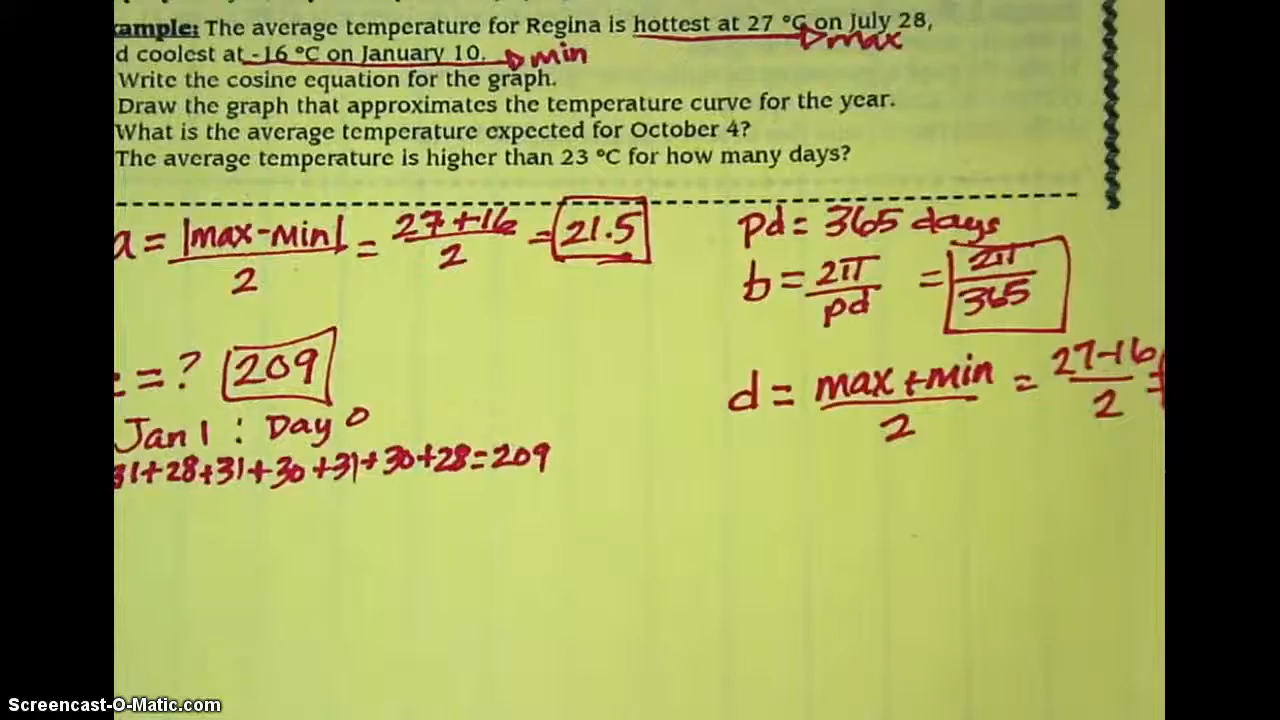 ample: The average temperature for Regina is hottest at 27 °C on July 28,
max
d coolest at -16 °C on January 10.
min
Write the cosine equation for the graph.
Draw the graph that approximates the temperature curve for the year.
What is the average temperature expected for October 4?
The average temperature is higher than 23 °C for how many days?
a = |max-min| / 2 = 27+16 / 2 = 21.5
pd = 365 days
b = 2π / pd = 2π / 365
= ? 209
d = max+min / 2 = 27-16 / 2 =
Jan 1 : Day 0
31+28+31+30+31+30+28=209
Screencast-O-Matic.com